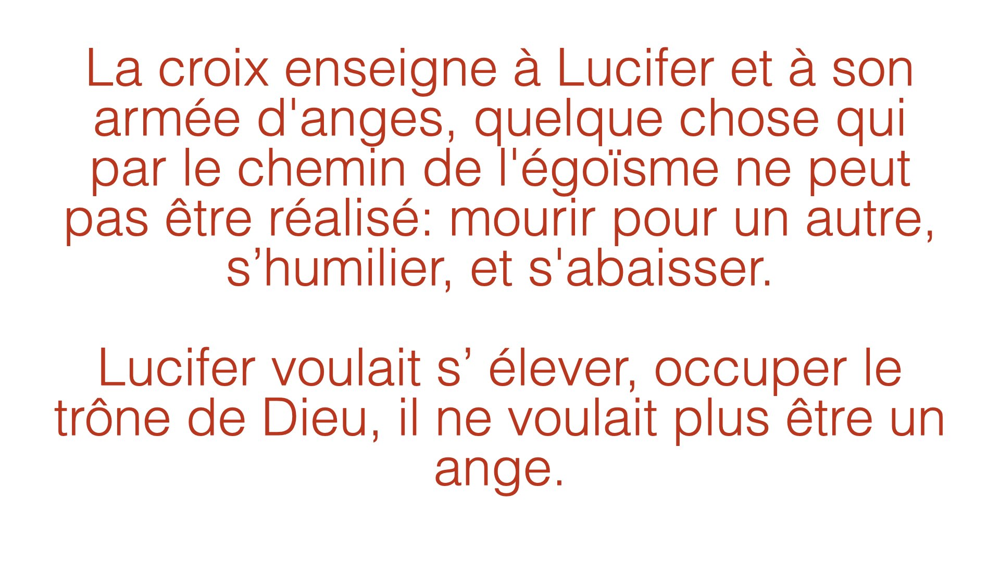 La croix enseigne à Lucifer et à son
armée d'anges, quelque chose qui
par le chemin de l'égoïsme ne peut
pas être réalisé: mourir pour un autre,
s’humilier, et s'abaisser.
Lucifer voulait s’ élever, occuper le
trône de Dieu, il ne voulait plus être un
ange.